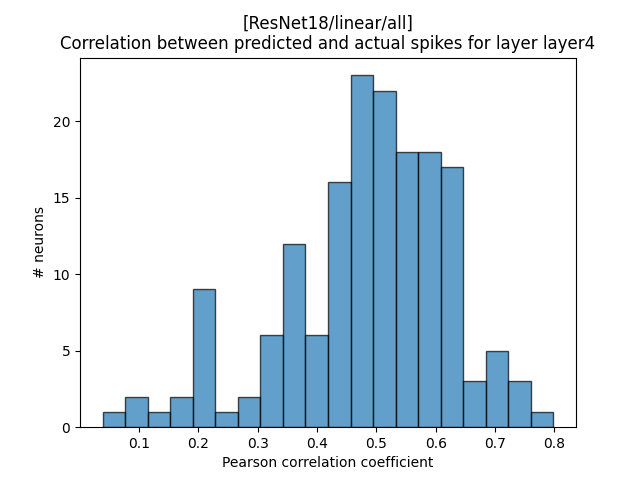 [ResNet18/linear/all]
Correlation between predicted and actual spikes for layer layer4
# neurons
20
15
10
5
0
0.1 0.2 0.3 0.4 0.5 0.6 0.7 0.8
Pearson correlation coefficient